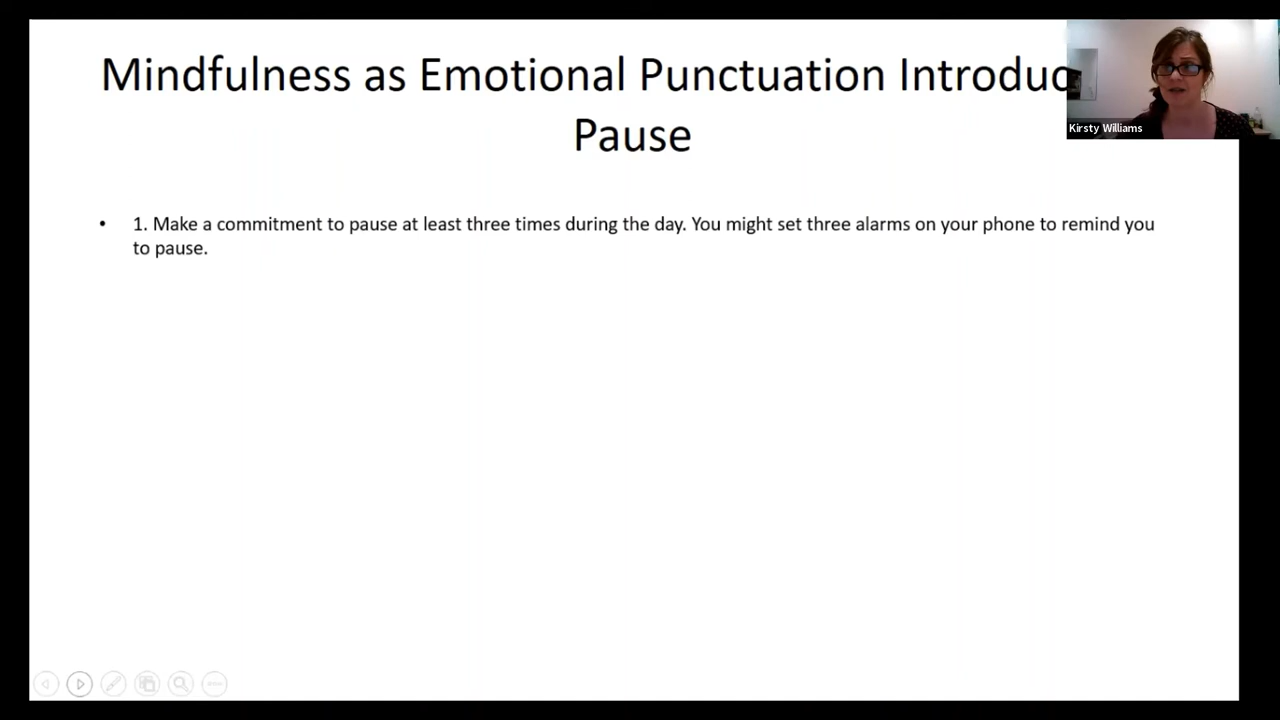 Mindfulness as Emotional Punctuation
Pause
• 1. Make a commitment to pause at least three times during the day. You might set three alarms on your phone to remind you
to pause.
Kirsty Williams